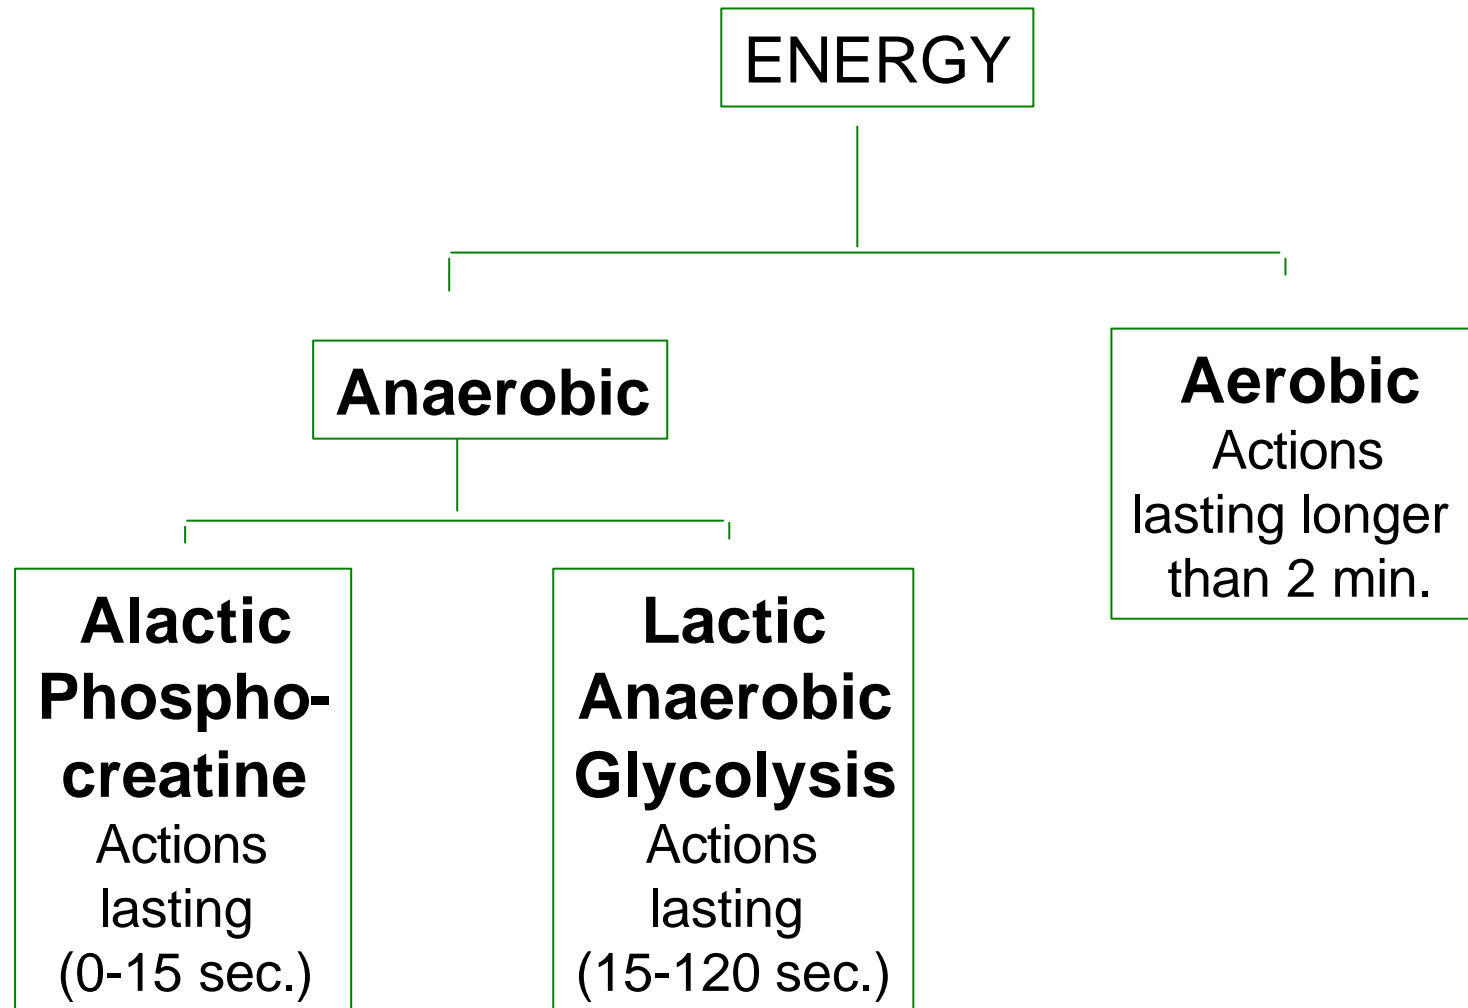 ENERGY
Anaerobic
Aerobic
Actions
lasting longer
than 2 min.
Alactic
Phospho-
creatine
Actions
lasting
(0-15 sec.)
Lactic
Anaerobic
Glycolysis
Actions
lasting
(15-120 sec.)